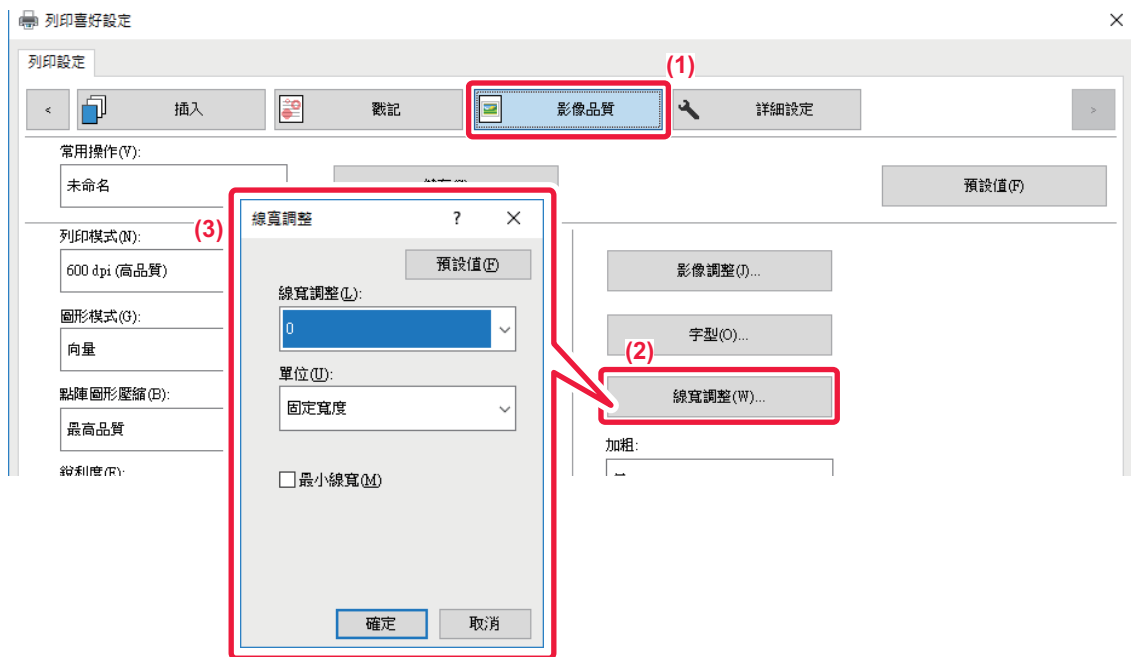 列印喜好設定
列印設定
(1)
<
插入
戳記
影像品質
詳細設定
>
常用操作(V):
未命名
預設值(F)
列印模式(N):
600 dpi (高品質)
圖形模式(G):
向量
點陣圖形壓縮(B):
最高品質
銳利度(E):
(3)
線寬調整
?
預設值(F)
線寬調整(L):
0
單位(U):
固定寬度
最小線寬(M)
確定
取消
影像調整(J)...
字型(O)...
(2)
線寬調整(W)...
加粗: